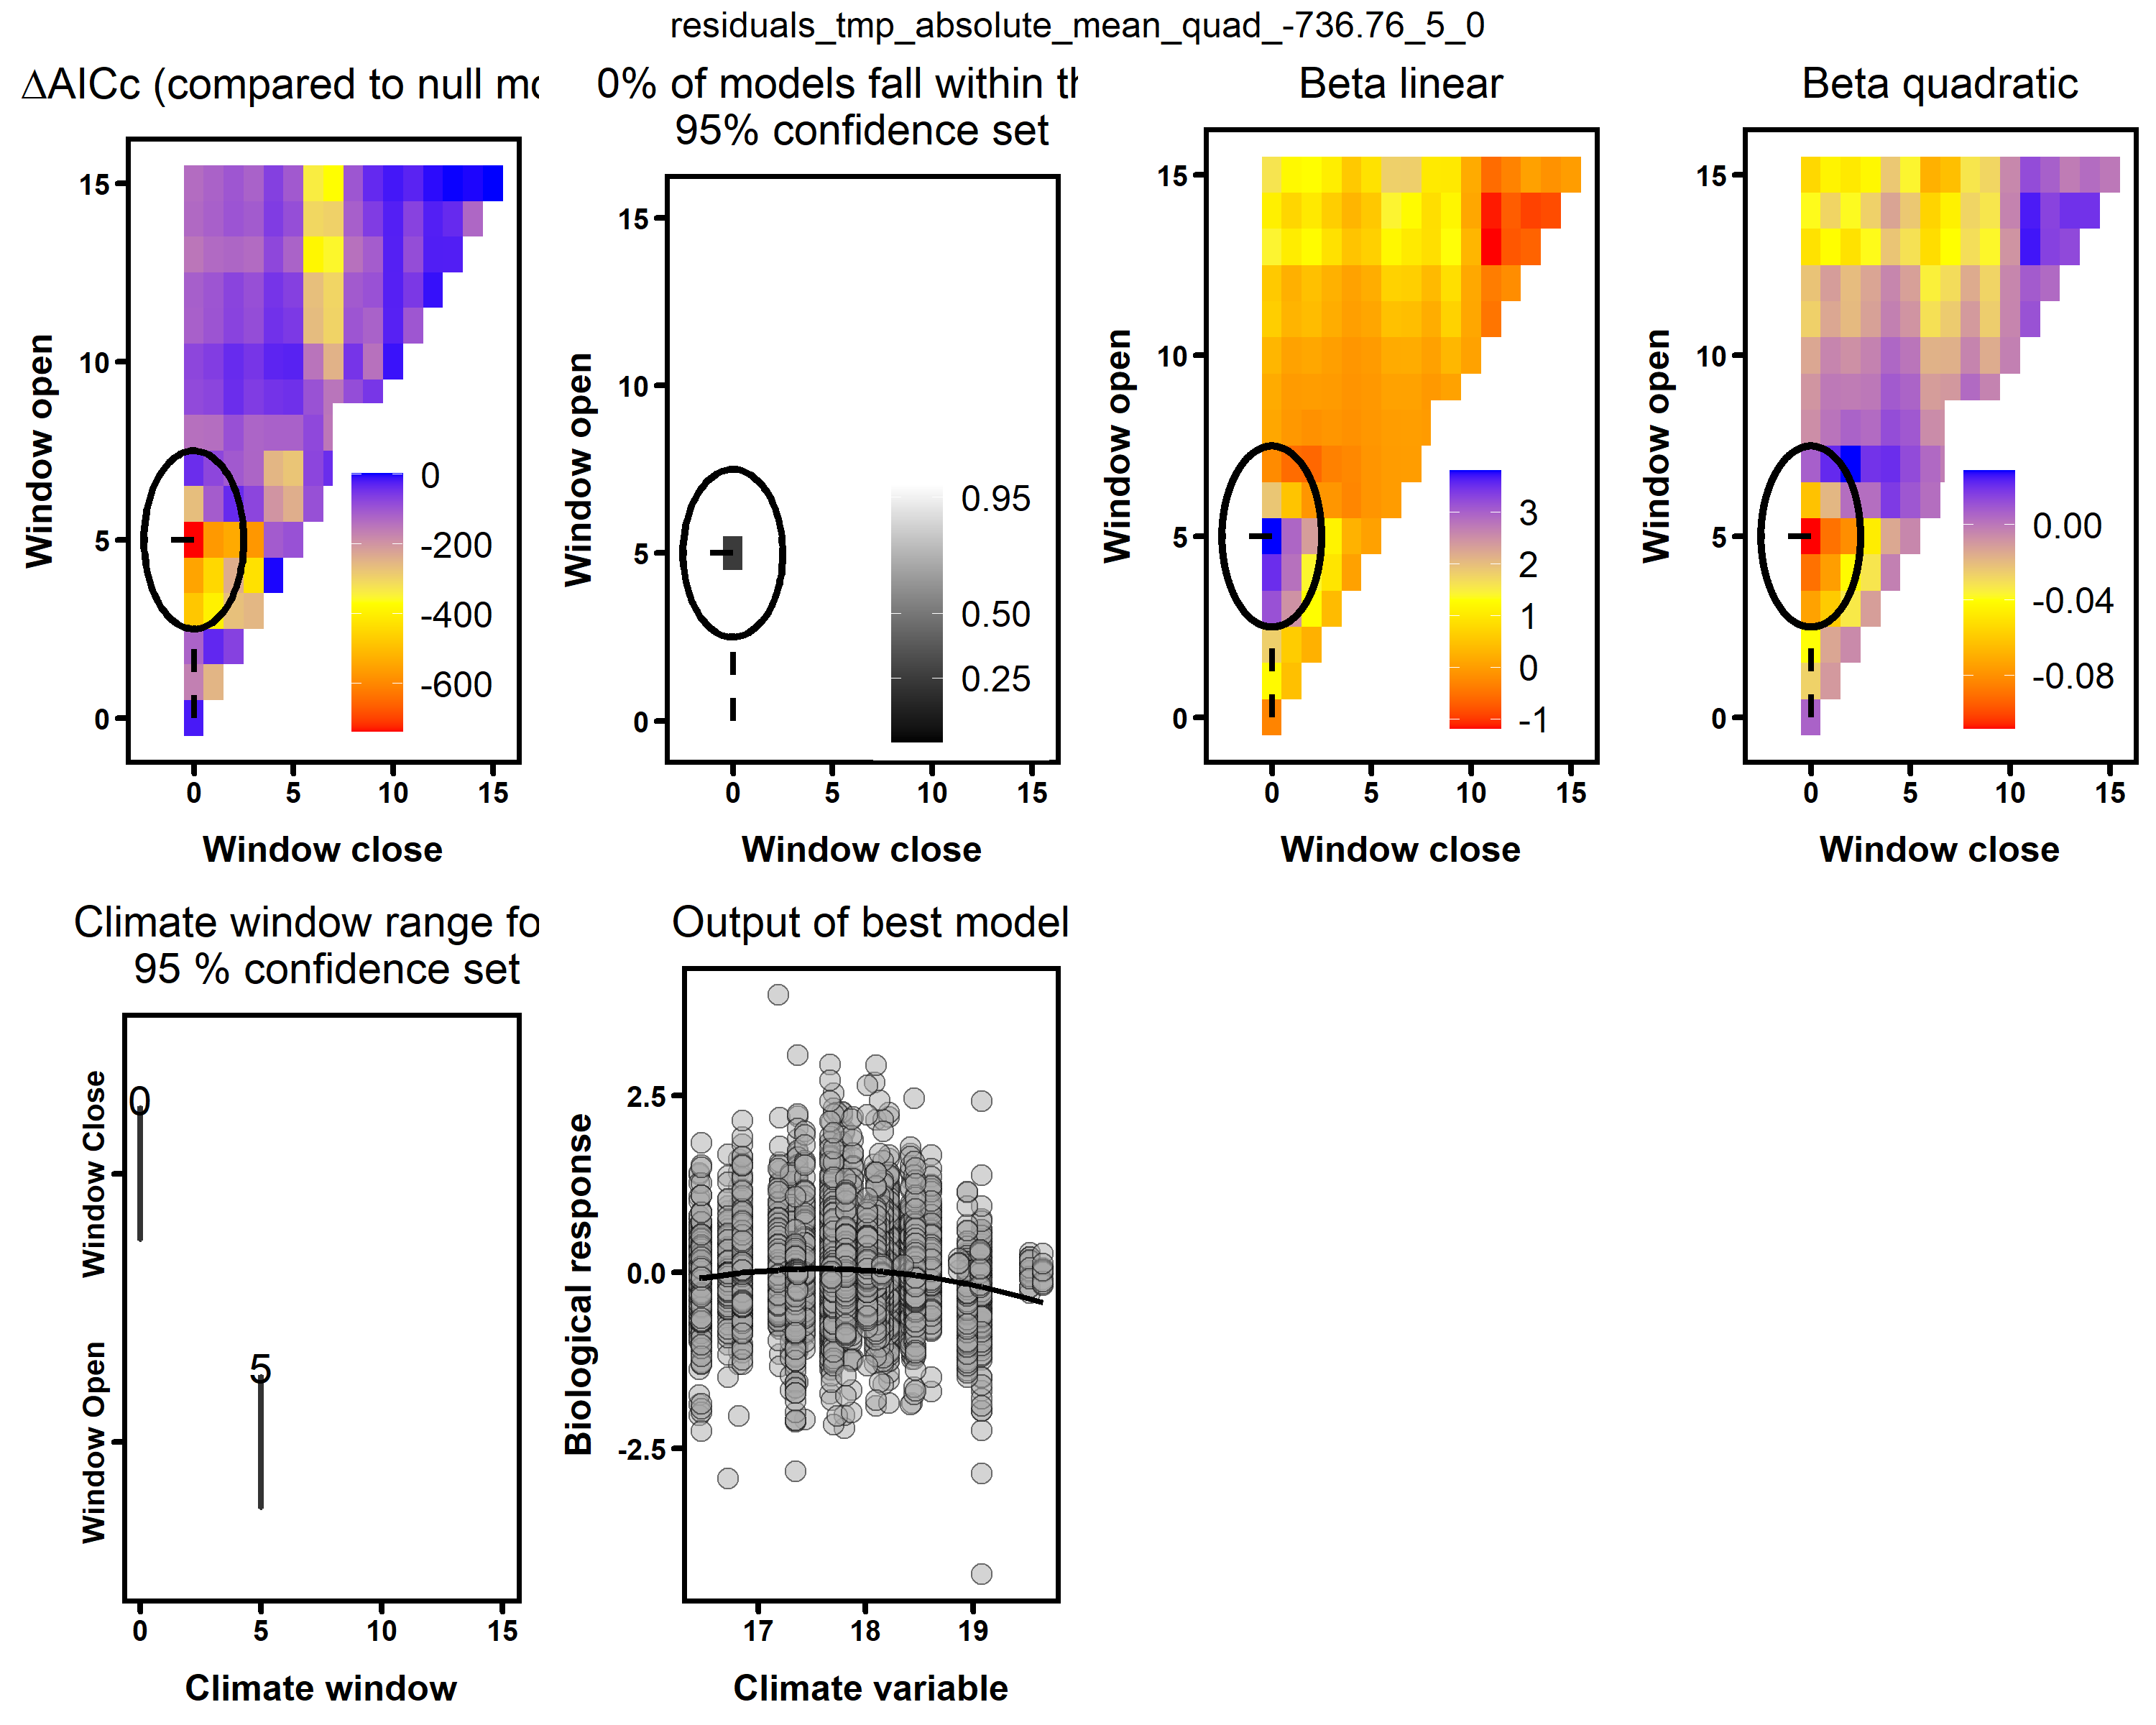 residuals_tmp_absolute_mean_quad_-736.76_5_0
ΔAICc (compared to null mo
15
10
5
0
Window open
0
-200
-400
-600
0 5 10 15
Window close
0% of models fall within th
95% confidence set
15
10
5
0
Window open
0.95
0.50
0.25
0 5 10 15
Window close
Beta linear
15
10
5
0
Window open
3
2
1
0
-1
0 5 10 15
Window close
Beta quadratic
15
10
5
0
Window open
0.00
-0.04
-0.08
0 5 10 15
Window close
Climate window range fo
95 % confidence set
Window Close
Window Open
0
5
0 5 10 15
Climate window
Output of best model
2.5
0.0
-2.5
Biological response
17 18 19
Climate variable